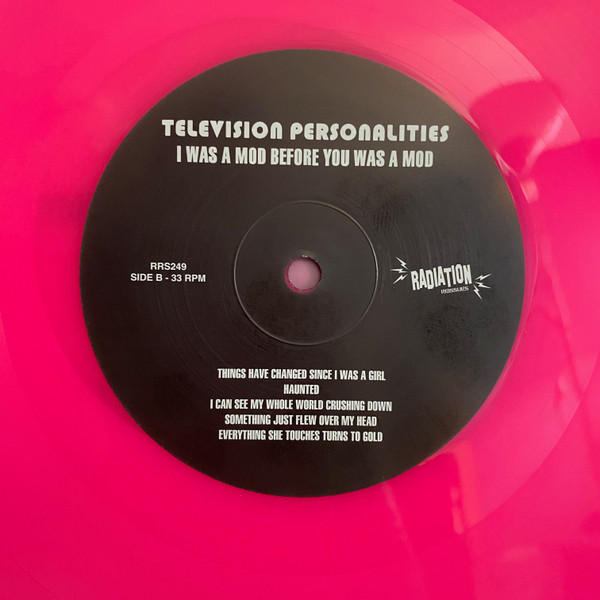 TELEVISION PERSONALITIES
I WAS A MOD BEFORE YOU WAS A MOD
RRS249
SIDE B - 33 RPM
RADIATION
REISSUES
THINGS HAVE CHANGED SINCE I WAS A GIRL
HAUNTED
I CAN SEE MY WHOLE WORLD CRUSHING DOWN
SOMETHING JUST FLEW OVER MY HEAD
EVERYTHING SHE TOUCHES TURNS TO GOLD